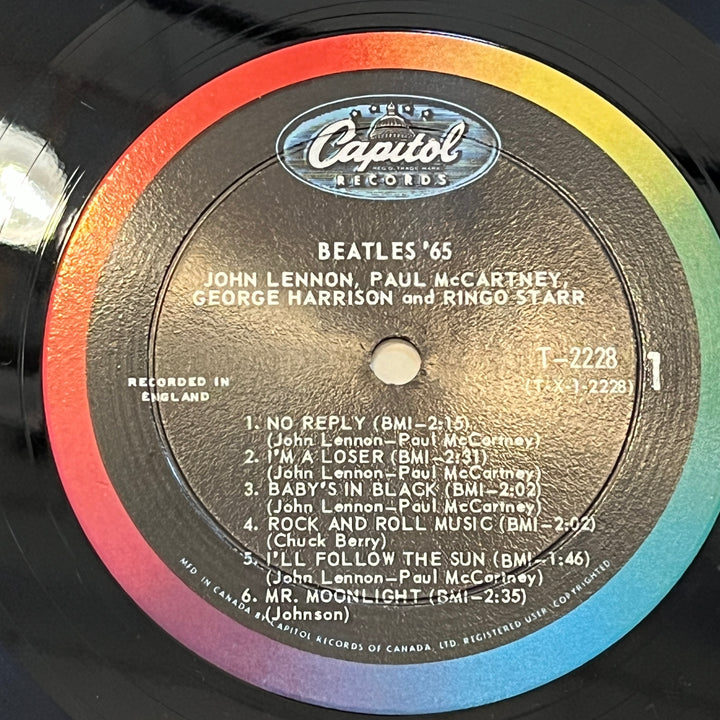 Capitol
REG. U.S. TRADE MARK
RECORDS
BEATLES '65
JOHN LENNON, PAUL McCARTNEY,
GEORGE HARRISON and RINGO STARR
T-2228
(T-X-1-2228)
1
RECORDED IN
ENGLAND
1. NO REPLY (BMI-2:15)
(John Lennon-Paul McCartney)
2. I'M A LOSER (BMI-2:31)
(John Lennon-Paul McCartney)
3. BABY'S IN BLACK (BMI-2:02)
(John Lennon-Paul McCartney)
4. ROCK AND ROLL MUSIC (BMI-2:02)
(Chuck Berry)
5. I'LL FOLLOW THE SUN (BMI-1:46)
(John Lennon-Paul McCartney)
6. MR. MOONLIGHT (BMI-2:35)
(Johnson)
MFD. IN CANADA BY CAPITOL RECORDS OF CANADA, LTD. REGISTERED USER. COPYRIGHTED